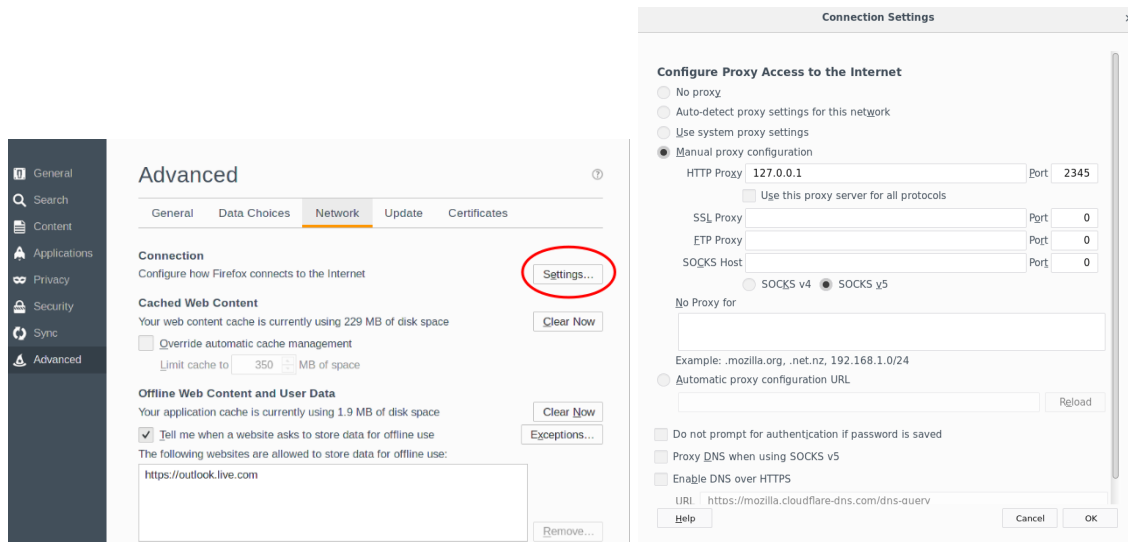 General
Search
Content
Applications
Privacy
Security
Sync
Advanced
Advanced
General Data Choices Network Update Certificates
Connection
Configure how Firefox connects to the Internet Settings...
Cached Web Content
Your web content cache is currently using 229 MB of disk space Clear Now
Override automatic cache management
Limit cache to 350 MB of space
Offline Web Content and User Data
Your application cache is currently using 1.9 MB of disk space Clear Now
Tell me when a website asks to store data for offline use Exceptions...
The following websites are allowed to store data for offline use:
https://outlook.live.com
Remove...
Connection Settings
Configure Proxy Access to the Internet
No proxy
Auto-detect proxy settings for this network
Use system proxy settings
Manual proxy configuration
HTTP Proxy 127.0.0.1 Port 2345
Use this proxy server for all protocols
SSL Proxy Port 0
FTP Proxy Port 0
SOCKS Host Port 0
SOCKS v4 SOCKS v5
No Proxy for
Example: .mozilla.org, .net.nz, 192.168.1.0/24
Automatic proxy configuration URL
Reload
Do not prompt for authentication if password is saved
Proxy DNS when using SOCKS v5
Enable DNS over HTTPS
URL https://mozilla.cloudflare-dns.com/dns-query
Help Cancel OK